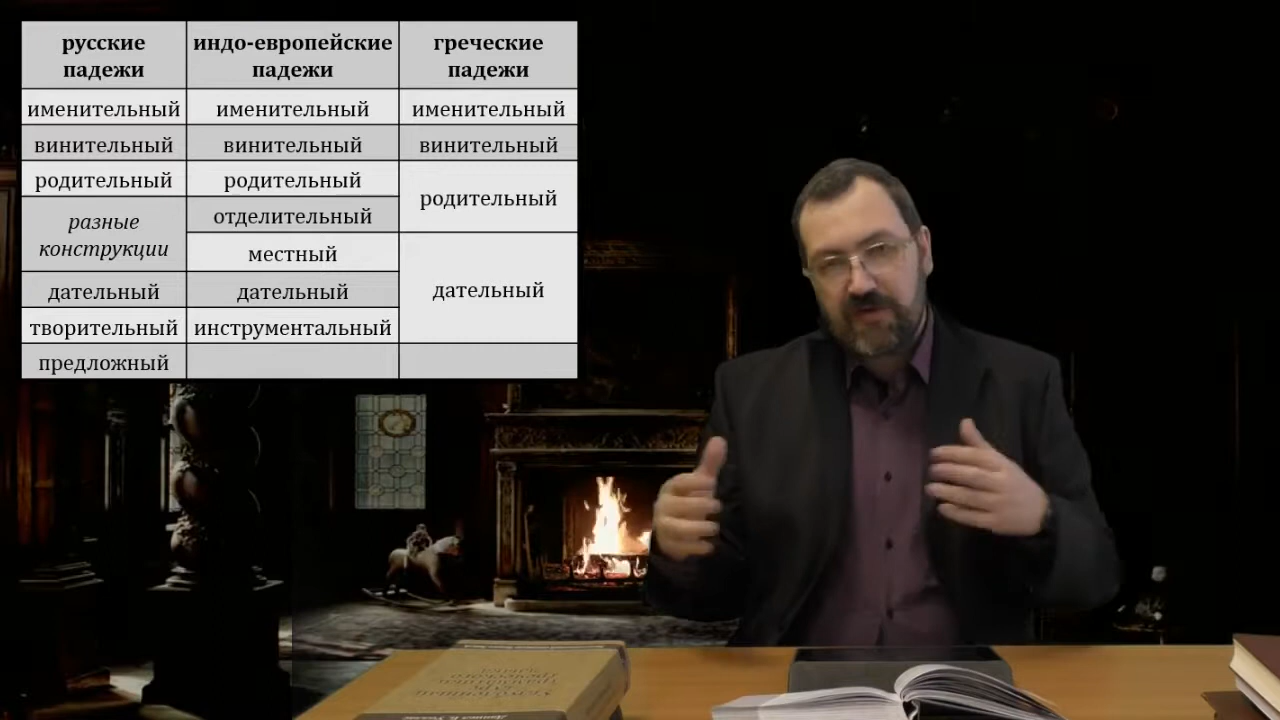 русские падежи
индо-европейские падежи
греческие падежи
именительный
именительный
именительный
винительный
винительный
винительный
родительный
родительный
родительный
разные конструкции
отделительный
местный
дательный
дательный
дательный
творительный
инструментальный
предложный